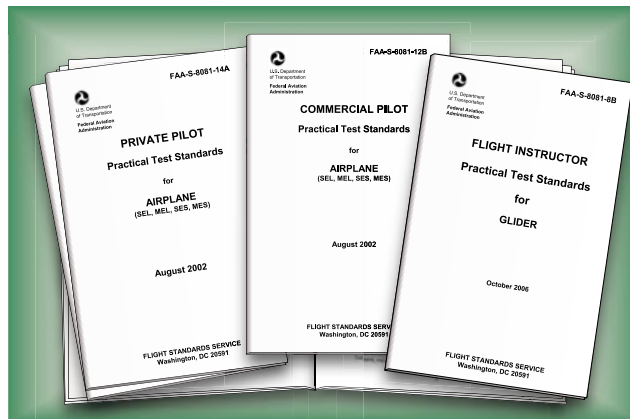 FAA-S-8081-14A
U.S. Department
of Transportation
Federal Aviation
Administration
PRIVATE PILOT
Practical Test Standards
for
AIRPLANE
(SEL, MEL, SES, MES)
August 2002
FLIGHT STANDARDS SERVICE
Washington, DC 20591
FAA-S-8081-12B
U.S. Department
of Transportation
Federal Aviation
Administration
COMMERCIAL PILOT
Practical Test Standards
for
AIRPLANE
(SEL, MEL, SES, MES)
August 2002
FLIGHT STANDARDS SERV
Washington, DC 20591
FAA-S-8081-8B
U.S. Department
of Transportation
Federal Aviation
Administration
FLIGHT INSTRUCTOR
Practical Test Standards
for
GLIDER
October 2006
FLIGHT STANDARDS SERVICE
Washington, DC 20591